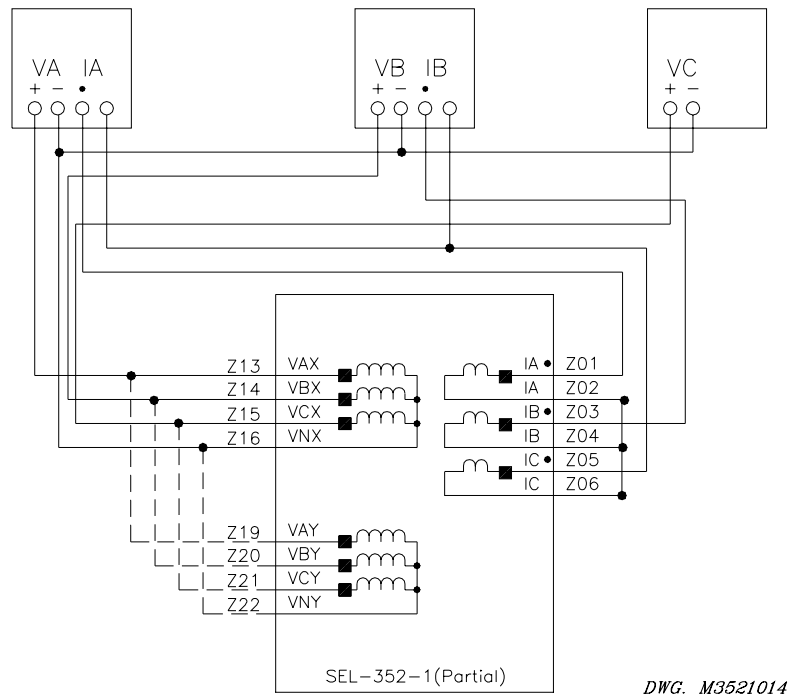 VA IA
+ − •
VB IB
+ − •
VC
+ −
Z13 VAX
Z14 VBX
Z15 VCX
Z16 VNX
IA • Z01
IA Z02
IB • Z03
IB Z04
IC • Z05
IC Z06
Z19 VAY
Z20 VBY
Z21 VCY
Z22 VNY
SEL-352-1(Partial)
DWG. M3521014